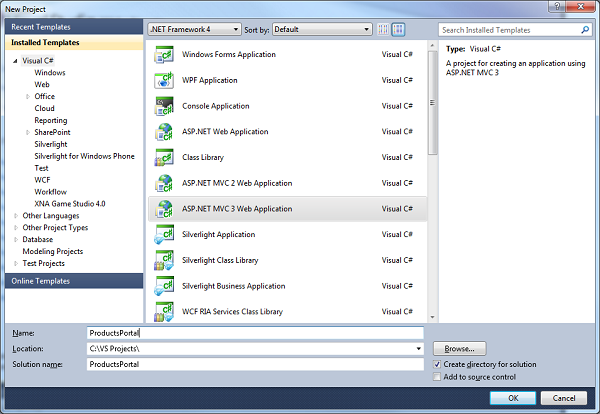 New Project
Recent Templates
Installed Templates
Visual C#
Windows
Web
Office
Cloud
Reporting
SharePoint
Silverlight
Silverlight for Windows Phone
Test
WCF
Workflow
XNA Game Studio 4.0
Other Languages
Other Project Types
Database
Modeling Projects
Test Projects
Online Templates
.NET Framework 4 Sort by: Default
Windows Forms Application Visual C#
WPF Application Visual C#
Console Application Visual C#
ASP.NET Web Application Visual C#
Class Library Visual C#
ASP.NET MVC 2 Web Application Visual C#
ASP.NET MVC 3 Web Application Visual C#
Silverlight Application Visual C#
Silverlight Class Library Visual C#
Silverlight Business Application Visual C#
WCF RIA Services Class Library Visual C#
Search Installed Templates
Type: Visual C#
A project for creating an application using
ASP.NET MVC 3
Name: ProductsPortal
Location: C:\VS Projects\ Browse...
Solution name: ProductsPortal
Create directory for solution
Add to source control
OK Cancel